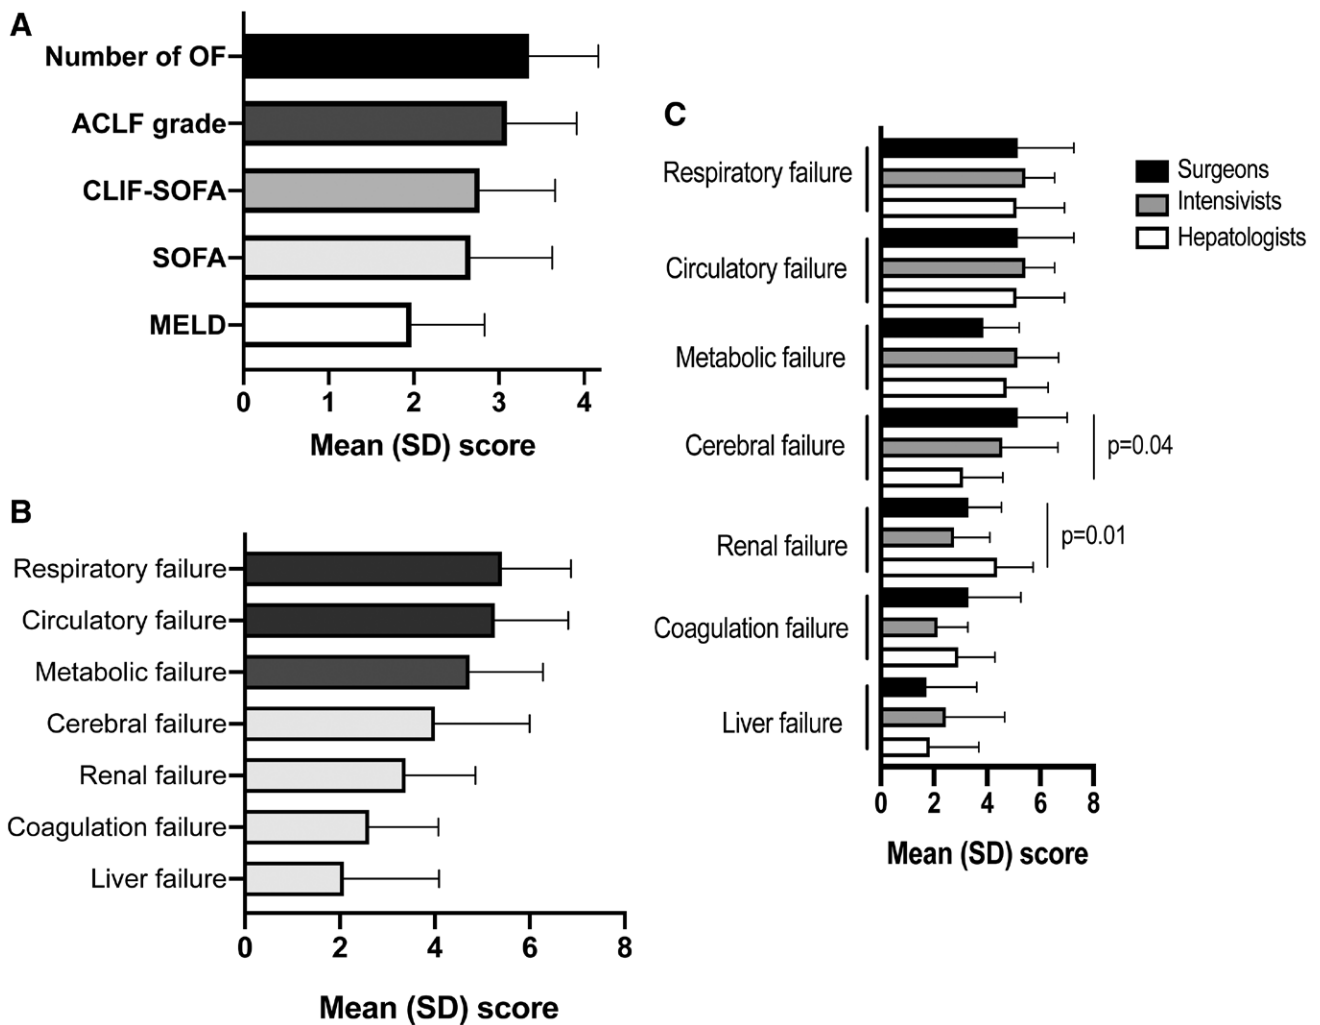 A
Number of OF
ACLF grade
CLIF-SOFA
SOFA
MELD
0 1 2 3 4
Mean (SD) score
B
Respiratory failure
Circulatory failure
Metabolic failure
Cerebral failure
Renal failure
Coagulation failure
Liver failure
0 2 4 6 8
Mean (SD) score
C
Respiratory failure
Circulatory failure
Metabolic failure
Cerebral failure
p=0.04
Renal failure
p=0.01
Coagulation failure
Liver failure
0 2 4 6 8
Mean (SD) score
Surgeons
Intensivists
Hepatologists